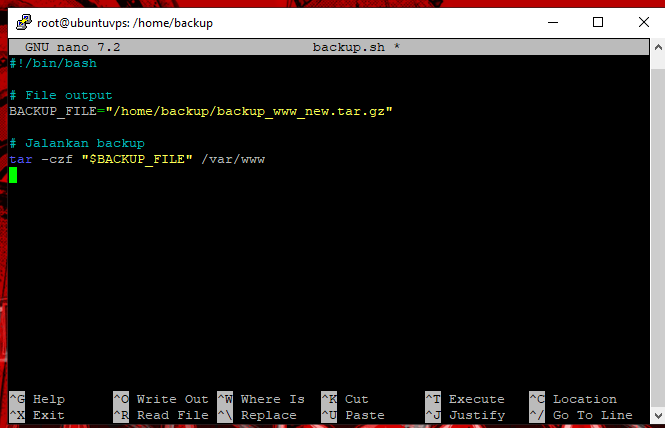 root@ubuntuvps: /home/backup
GNU nano 7.2 backup.sh *
#!/bin/bash
# File output
BACKUP_FILE="/home/backup/backup_www_new.tar.gz"
# Jalankan backup
tar -czf "$BACKUP_FILE" /var/www
^G Help ^O Write Out ^W Where Is ^K Cut ^T Execute ^C Location
^X Exit ^R Read File ^\ Replace ^U Paste ^J Justify ^/ Go To Line